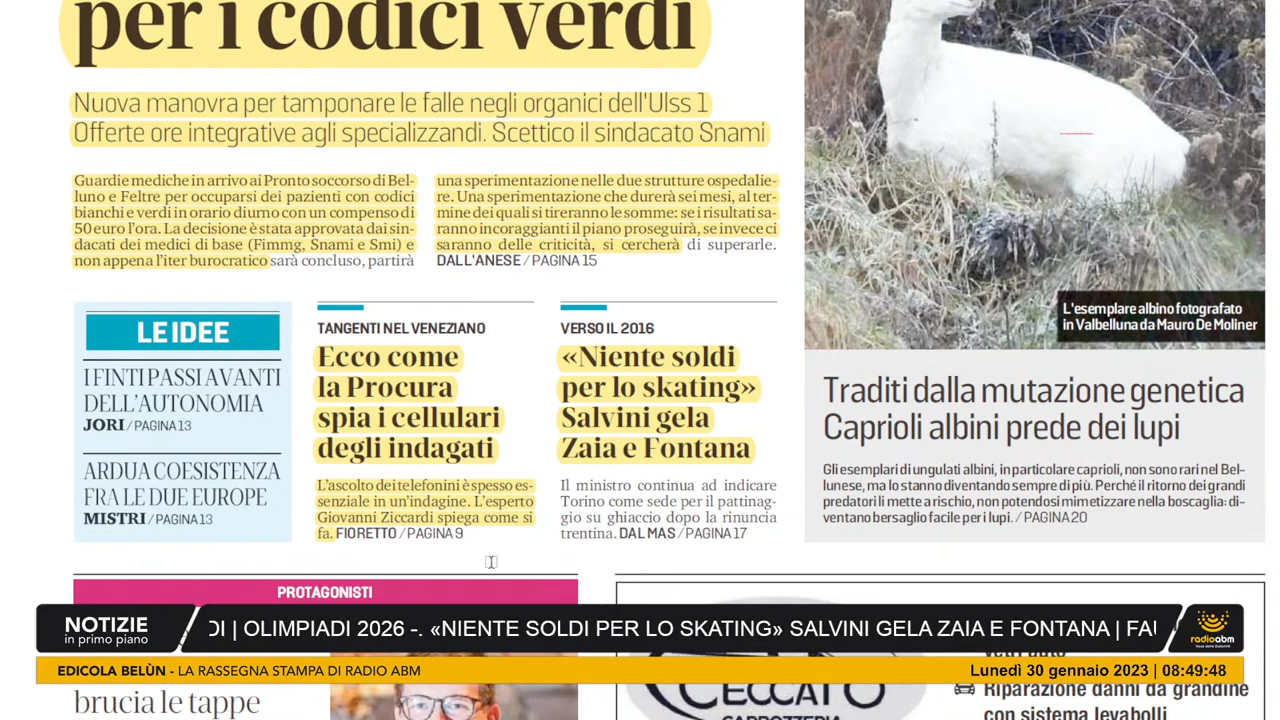 per i codici verdi
Nuova manovra per tamponare le falle negli organici dell'Ulss 1
Offerte ore integrative agli specializzandi. Scettico il sindacato Snami
Guardie mediche in arrivo ai Pronto soccorso di Bel-
luno e Feltre per occuparsi dei pazienti con codici
bianchi e verdi in orario diurno con un compenso di
50 euro l'ora. La decisione è stata approvata dai sin-
dacati dei medici di base (Fimmg, Snami e Smi) e
non appena l'iter burocratico sarà concluso, partirà
una sperimentazione nelle due strutture ospedalie-
re. Una sperimentazione che durerà sei mesi, al ter-
mine dei quali si tireranno le somme: se i risultati sa-
ranno incoraggianti il piano proseguirà, se invece ci
saranno delle criticità, si cercherà di superarle.
DALL'ANESE / PAGINA 15
LE IDEE
I FINTI PASSI AVANTI
DELL'AUTONOMIA
JORI / PAGINA 13
ARDUA COESISTENZA
FRA LE DUE EUROPE
MISTRI / PAGINA 13
TANGENTI NEL VENEZIANO
Ecco come
la Procura
spia i cellulari
degli indagati
L'ascolto dei telefonini è spesso es-
senziale in un'indagine. L'esperto
Giovanni Ziccardi spiega come si
fa. FIORETTO / PAGINA 9
VERSO IL 2016
«Niente soldi
per lo skating»
Salvini gela
Zaia e Fontana
Il ministro continua ad indicare
Torino come sede per il pattinag-
gio su ghiaccio dopo la rinuncia
trentina. DAL MAS / PAGINA 17
L'esemplare albino fotografato
in Valbelluna da Mauro De Moliner
Traditi dalla mutazione genetica
Caprioli albini prede dei lupi
Gli esemplari di ungulati albini, in particolare caprioli, non sono rari nel Bel-
lunese, ma lo stanno diventando sempre di più. Perché il ritorno dei grandi
predatori li mette a rischio, non potendosi mimetizzare nella boscaglia: di-
ventano bersaglio facile per i lupi. / PAGINA 20
PROTAGONISTI
brucia le tappe
CECCATO
CARROZZERIA
vetri auto
Riparazione danni da grandine
con sistema levabolli
NOTIZIE
in primo piano
DI | OLIMPIADI 2026 -. «NIENTE SOLDI PER LO SKATING» SALVINI GELA ZAIA E FONTANA | FAU
radioabm
Voce delle Dolomiti
EDICOLA BELÙN - LA RASSEGNA STAMPA DI RADIO ABM
Lunedì 30 gennaio 2023 | 08:49:48